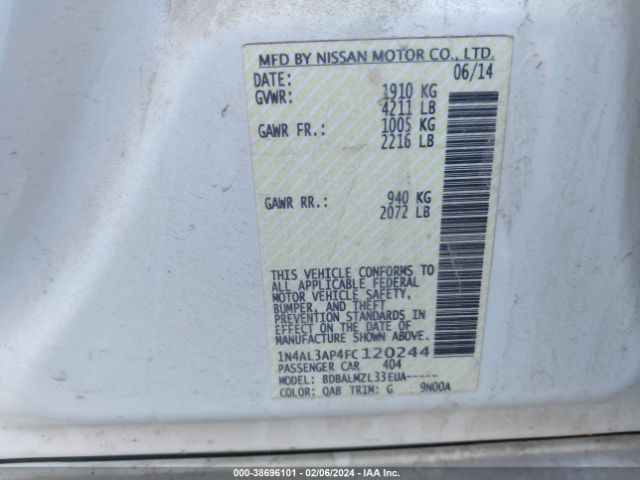 MFD BY NISSAN MOTOR CO., LTD.
DATE: 06/14
GVWR: 1910 KG
4211 LB
GAWR FR.: 1005 KG
2216 LB
GAWR RR.: 940 KG
2072 LB
THIS VEHICLE CONFORMS TO
ALL APPLICABLE FEDERAL
MOTOR VEHICLE SAFETY,
BUMPER, AND THEFT
PREVENTION STANDARDS IN
EFFECT ON THE DATE OF
MANUFACTURE SHOWN ABOVE.
1N4AL3AP4FC120244
PASSENGER CAR 404
MODEL: BDBALMZL33EUA-----
COLOR: QAB TRIM: G 9N00A
000-38696101 - 02/06/2024 - IAA Inc.